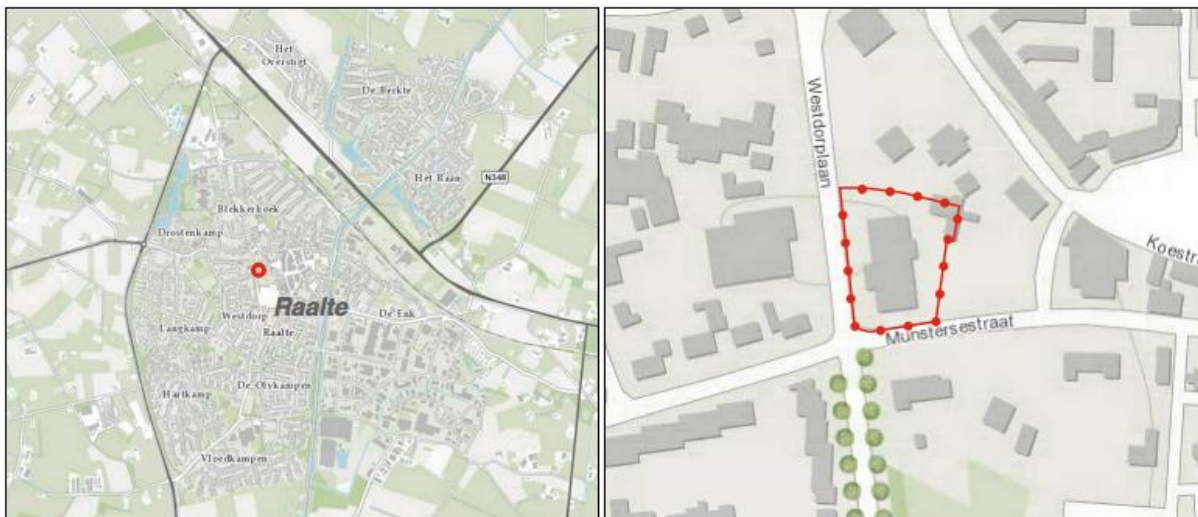 Het
Overstigt
De Berkte
N348
Het Raan
Blekkerhoek
Drostenkamp
Raalte
Westdorp
De Enk
Langkamp
Raalte
De Olykampen
Hartkamp
Vloedkampen
Westdorplaan
Koestra
Munstersestraat